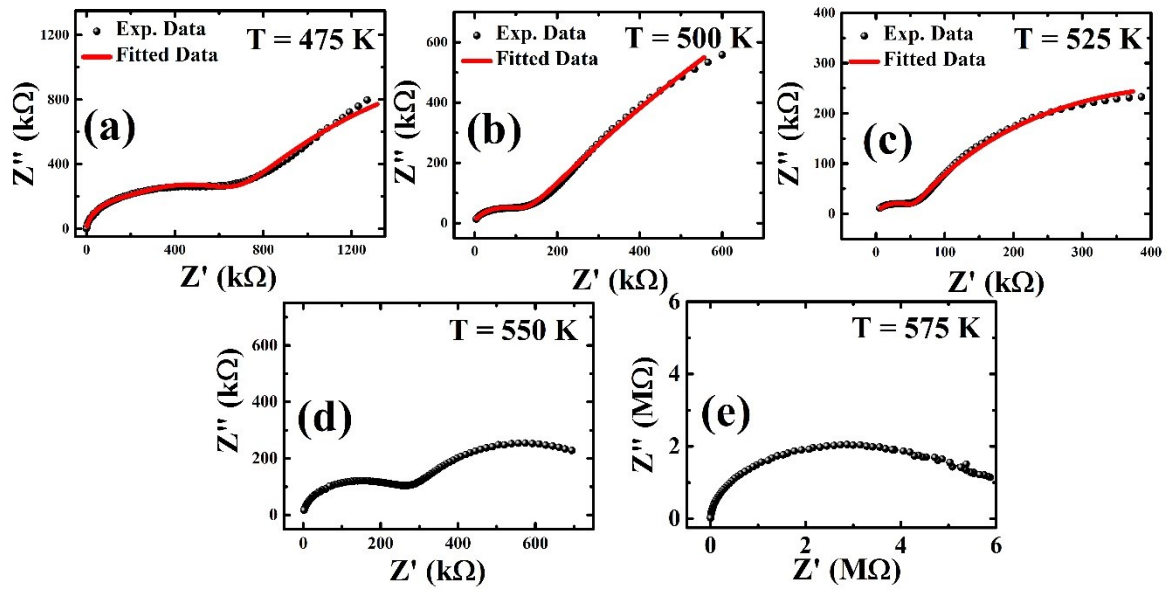 Exp. Data
Fitted Data
T = 475 K
(a)
Z'' (kΩ)
1200
800
400
0
0
400
800
1200
Z' (kΩ)
Exp. Data
Fitted Data
T = 500 K
(b)
Z'' (kΩ)
600
400
200
0
0
200
400
600
Z' (kΩ)
Exp. Data
Fitted Data
T = 525 K
(c)
Z'' (kΩ)
400
300
200
100
0
0
100
200
300
400
Z' (kΩ)
T = 550 K
(d)
Z'' (kΩ)
600
400
200
0
0
200
400
600
Z' (kΩ)
T = 575 K
(e)
Z'' (MΩ)
6
4
2
0
0
2
4
6
Z' (MΩ)